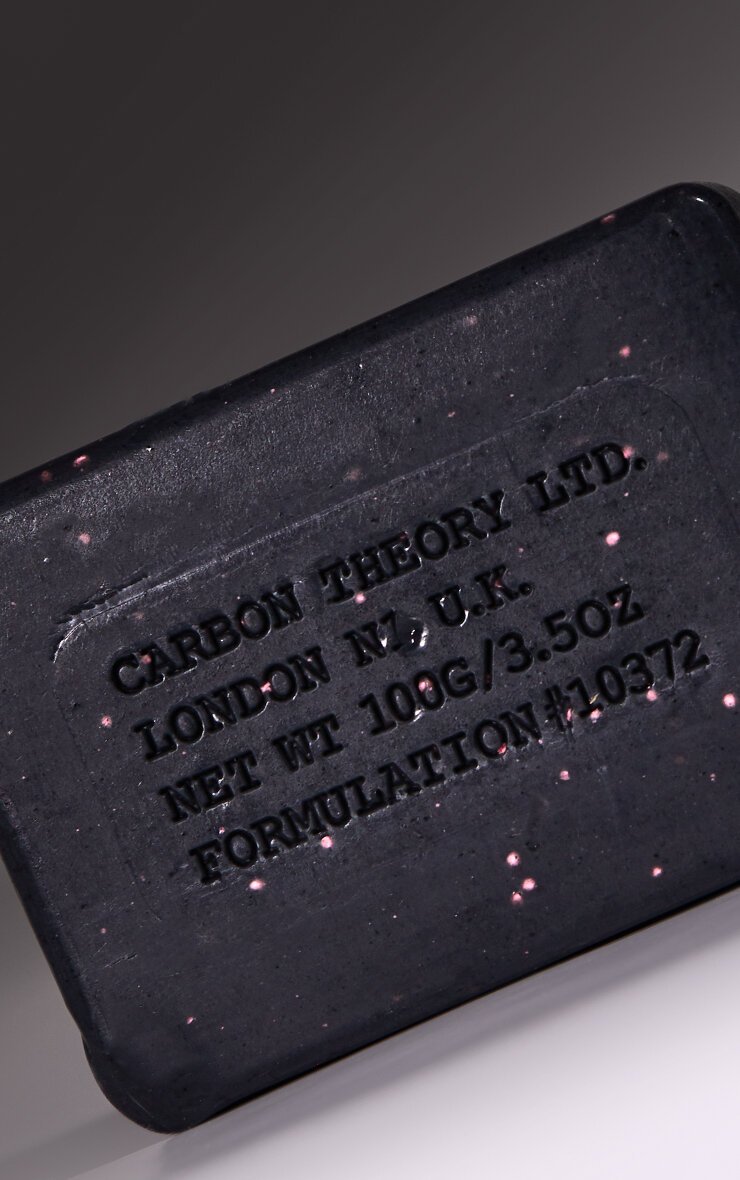 CARBON THEORY LTD.
LONDON N1, U.K.
NET WT 100G/3.5OZ
FORMULATION#10372